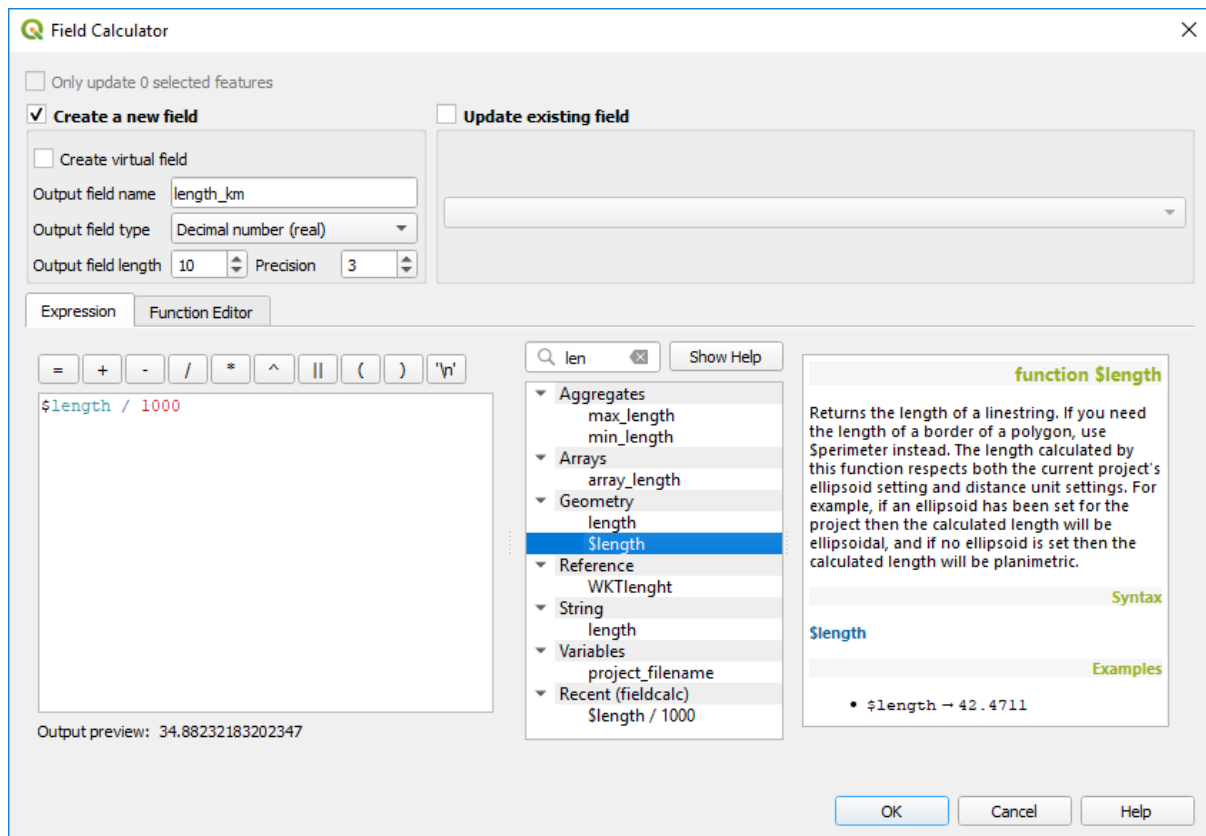 Field Calculator
Only update 0 selected features
Create a new field
Update existing field
Create virtual field
Output field name length_km
Output field type Decimal number (real)
Output field length 10 Precision 3
Expression Function Editor
= + - / * ^ || ( ) '\n'
$length / 1000
Output preview: 34.88232183202347
len Show Help
Aggregates
max_length
min_length
Arrays
array_length
Geometry
length
$length
Reference
WKTlenght
String
length
Variables
project_filename
Recent (fieldcalc)
$length / 1000
function $length
Returns the length of a linestring. If you need
the length of a border of a polygon, use
$perimeter instead. The length calculated by
this function respects both the current project's
ellipsoid setting and distance unit settings. For
example, if an ellipsoid has been set for the
project then the calculated length will be
ellipsoidal, and if no ellipsoid is set then the
calculated length will be planimetric.
Syntax
$length
Examples
• $length → 42.4711
OK Cancel Help